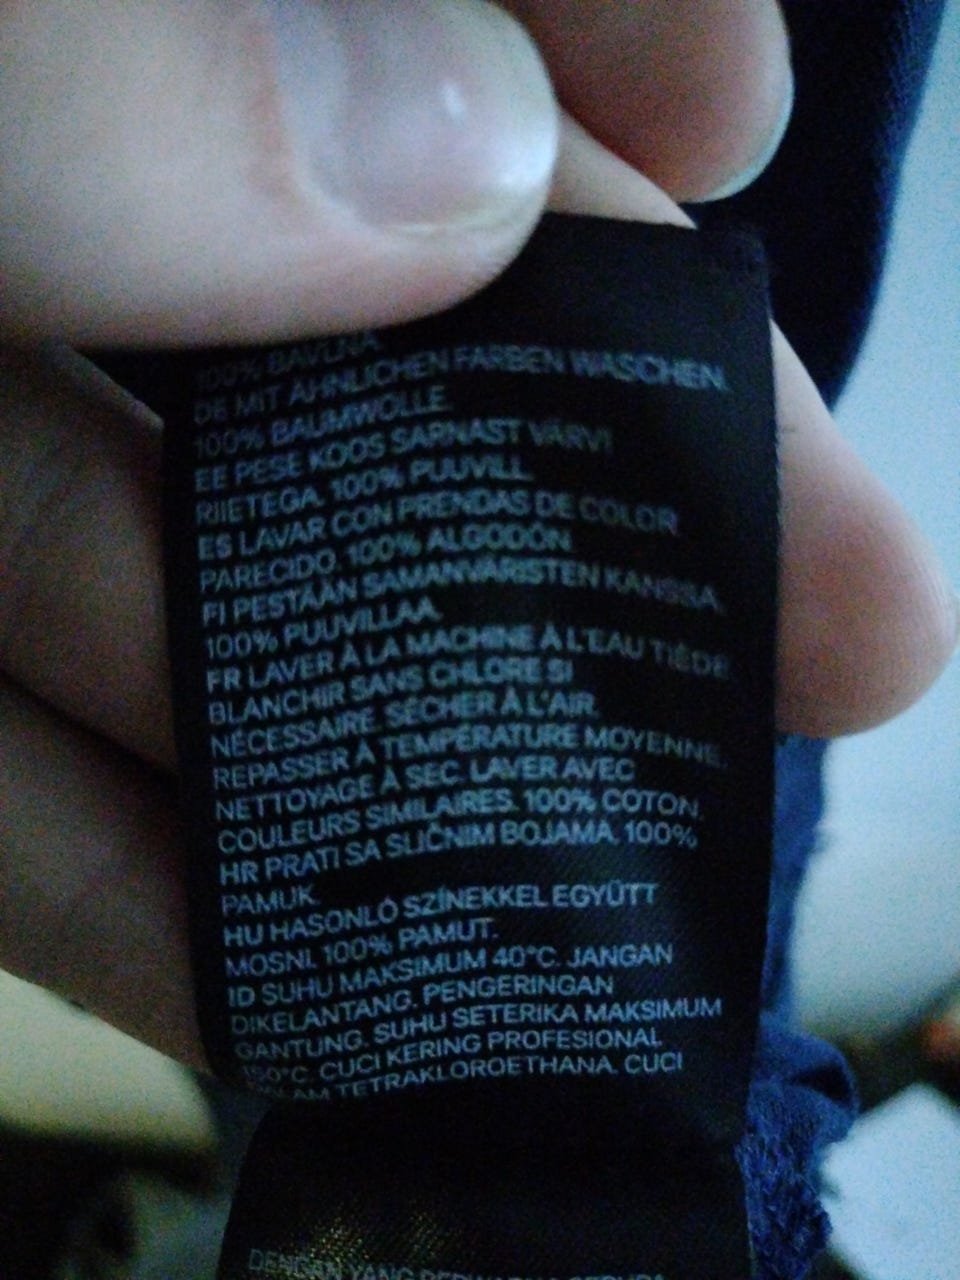 100% BAVLNA
DE MIT ÄHNLICHEN FARBEN WASCHEN.
100% BAUMWOLLE.
EE PESE KOOS SARNAST VÄRVI
RIIETEGA. 100% PUUVILL
ES LAVAR CON PRENDAS DE COLOR
PARECIDO. 100% ALGODÓN.
FI PESTÄÄN SAMANVÄRISTEN KANSSA.
100% PUUVILLAA.
FR LAVER À LA MACHINE À L'EAU TIÈDE.
BLANCHIR SANS CHLORE SI
NÉCESSAIRE. SÉCHER À L'AIR.
REPASSER À TEMPÉRATURE MOYENNE.
NETTOYAGE À SEC. LAVER AVEC
COULEURS SIMILAIRES. 100% COTON.
HR PRATI SA SLIČNIM BOJAMA. 100%
PAMUK.
HU HASONLÓ SZÍNEKKEL EGYÜTT
MOSNI. 100% PAMUT.
ID SUHU MAKSIMUM 40°C. JANGAN
DIKELANTANG. PENGERINGAN
GANTUNG. SUHU SETERIKA MAKSIMUM
150°C. CUCI KERING PROFESIONAL
TETRAKLOROETHANA. CUCI
DENGAN YANG